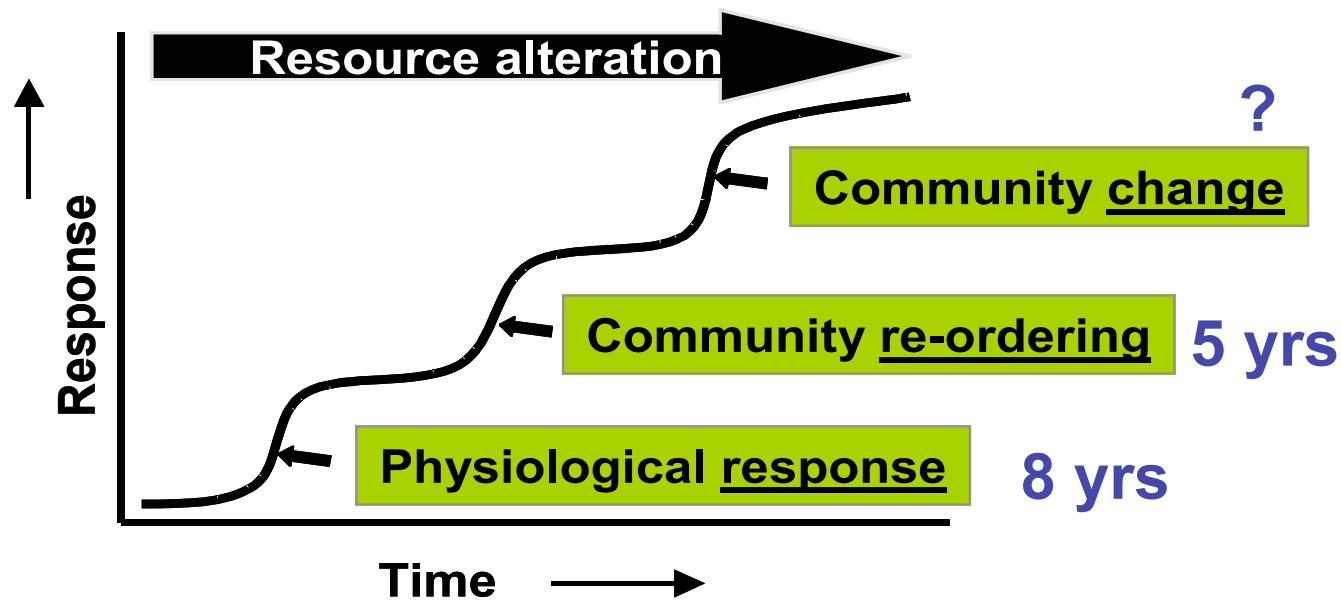 Resource alteration
?
Community change
Response
Community re-ordering
5 yrs
Physiological response
8 yrs
Time